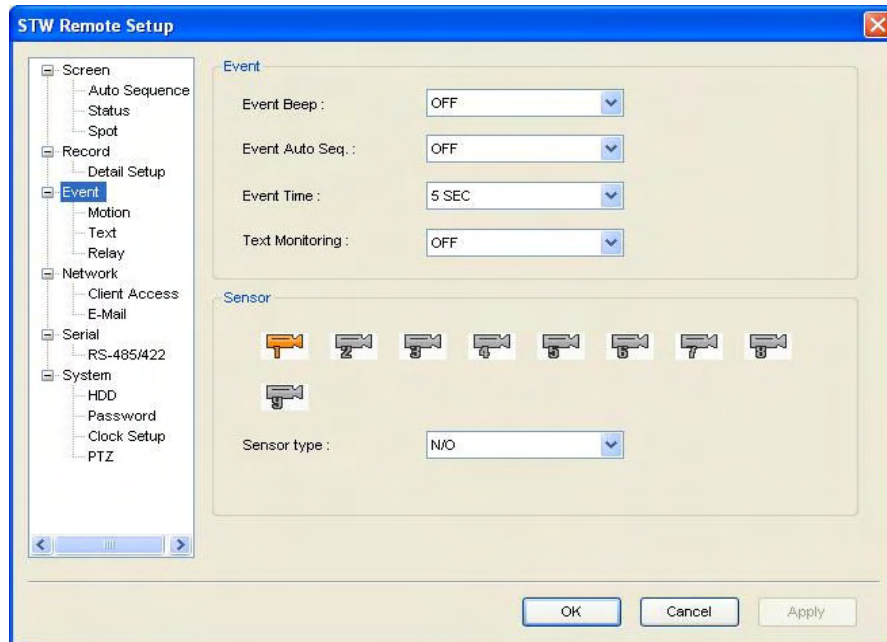 STW Remote Setup
Screen
Auto Sequence
Status
Spot
Record
Detail Setup
Event
Motion
Text
Relay
Network
Client Access
E-Mail
Serial
RS-485/422
System
HDD
Password
Clock Setup
PTZ
Event
Event Beep : OFF
Event Auto Seq. : OFF
Event Time : 5 SEC
Text Monitoring : OFF
Sensor
1 2 3 4 5 6 7 8
9
Sensor type : N/O
OK Cancel Apply